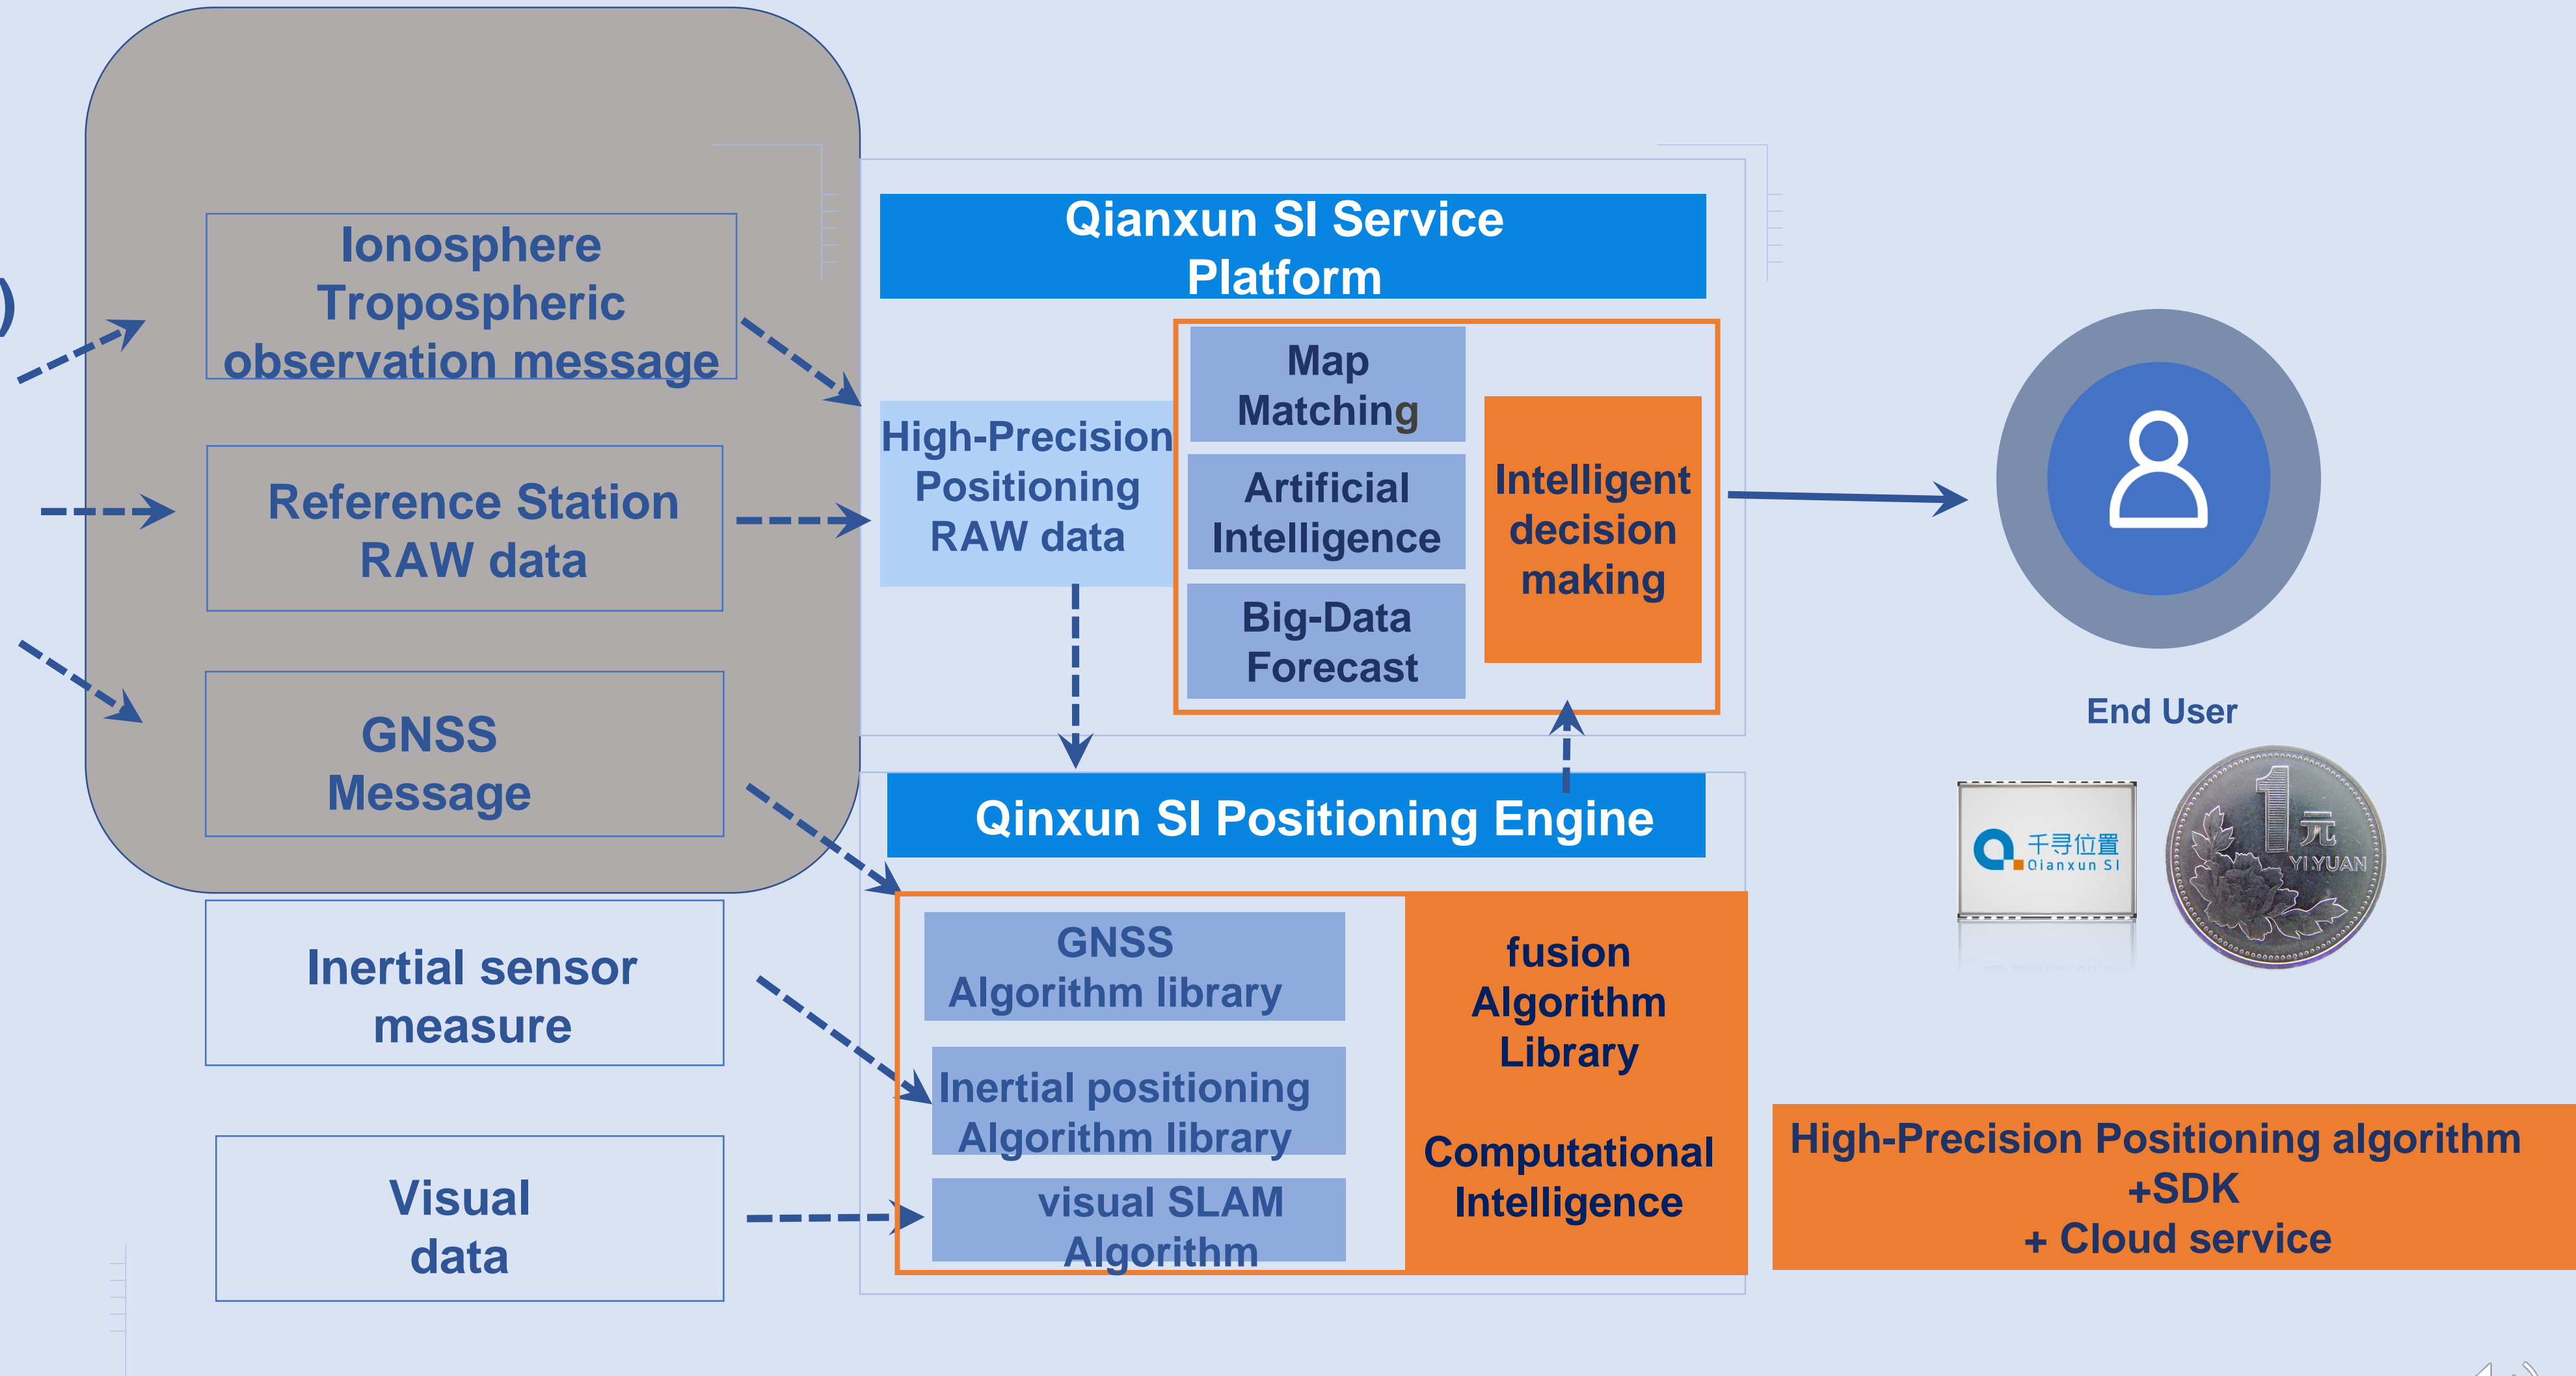 )
Ionosphere
Tropospheric
observation message
Reference Station
RAW data
GNSS
Message
Inertial sensor
measure
Visual
data
Qianxun SI Service
Platform
High-Precision
Positioning
RAW data
Map
Matching
Artificial
Intelligence
Big-Data
Forecast
Intelligent
decision
making
Qinxun SI Positioning Engine
GNSS
Algorithm library
Inertial positioning
Algorithm library
visual SLAM
Algorithm
fusion
Algorithm
Library
Computational
Intelligence
End User
千寻位置
Qianxun SI
1
元
YI YUAN
High-Precision Positioning algorithm
+SDK
+ Cloud service